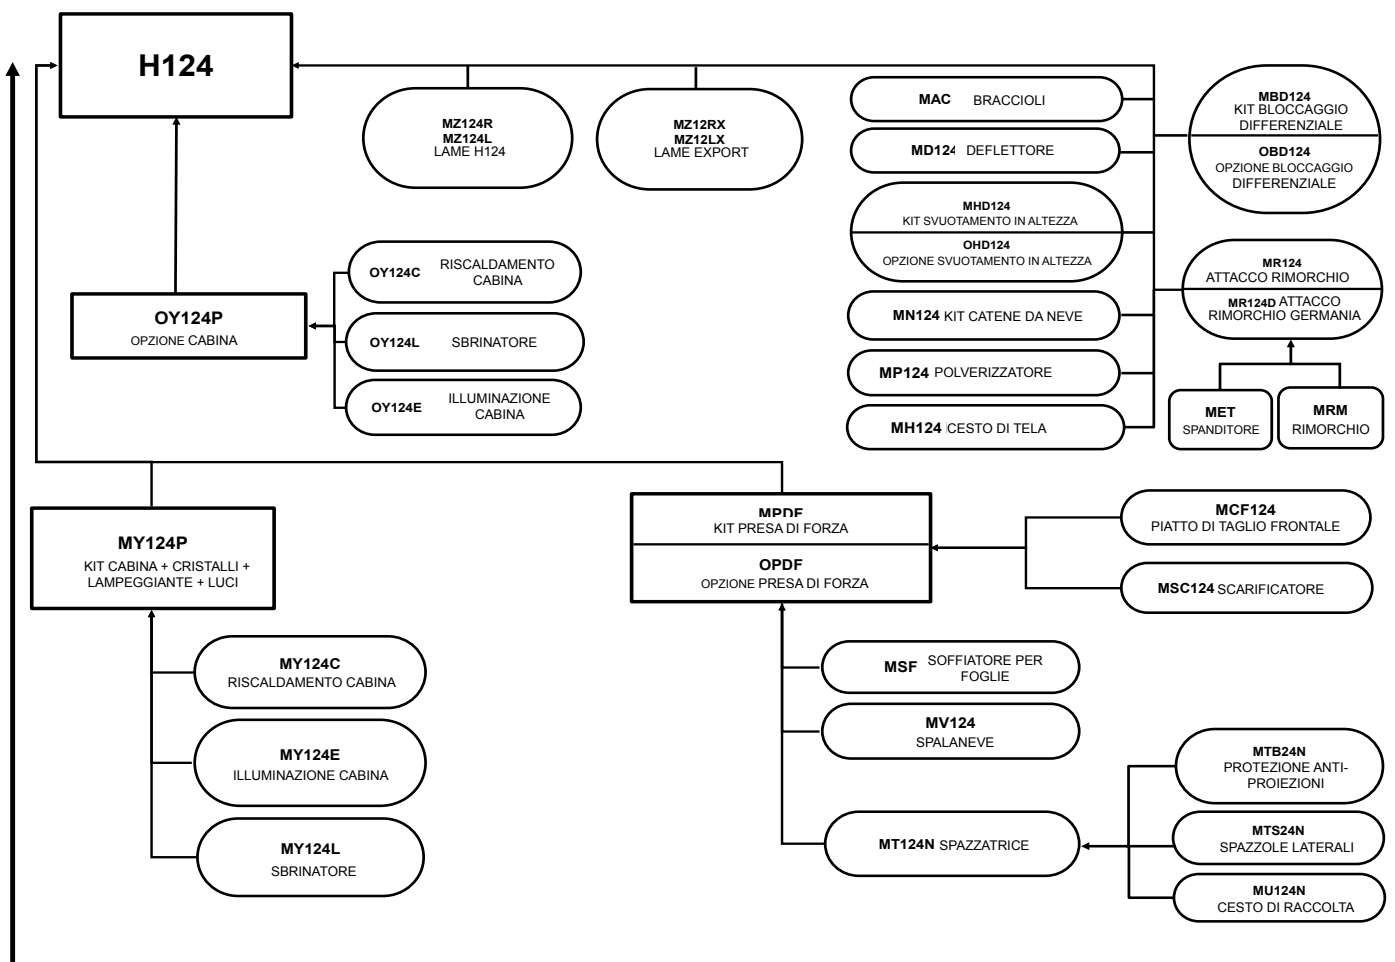 H124
MZ124R
MZ124L
LAME H124
MZ12RX
MZ12LX
LAME EXPORT
MAC BRACCIOLI
MD124 DEFLETTORE
MHD124
KIT SVUOTAMENTO IN ALTEZZA
OHD124
OPZIONE SVUOTAMENTO IN ALTEZZA
MN124 KIT CATENE DA NEVE
MP124 POLVERIZZATORE
MH124 CESTO DI TELA
MBD124
KIT BLOCCAGGIO
DIFFERENZIALE
OBD124
OPZIONE BLOCCAGGIO
DIFFERENZIALE
MR124
ATTACCO RIMORCHIO
MR124D ATTACCO
RIMORCHIO GERMANIA
MET
SPANDITORE
MRM
RIMORCHIO
OY124P
OPZIONE CABINA
OY124C RISCALDAMENTO
CABINA
OY124L SBRINATORE
OY124E ILLUMINAZIONE
CABINA
MY124P
KIT CABINA + CRISTALLI +
LAMPEGGIANTE + LUCI
MY124C
RISCALDAMENTO CABINA
MY124E
ILLUMINAZIONE CABINA
MY124L
SBRINATORE
MPDF
KIT PRESA DI FORZA
OPDF
OPZIONE PRESA DI FORZA
MCF124
PIATTO DI TAGLIO FRONTALE
MSC124 SCARIFICATORE
MSF SOFFIATORE PER
FOGLIE
MV124
SPALANEVE
MT124N SPAZZATRICE
MTB24N
PROTEZIONE ANTI-
PROIEZIONI
MTS24N
SPAZZOLE LATERALI
MU124N
CESTO DI RACCOLTA